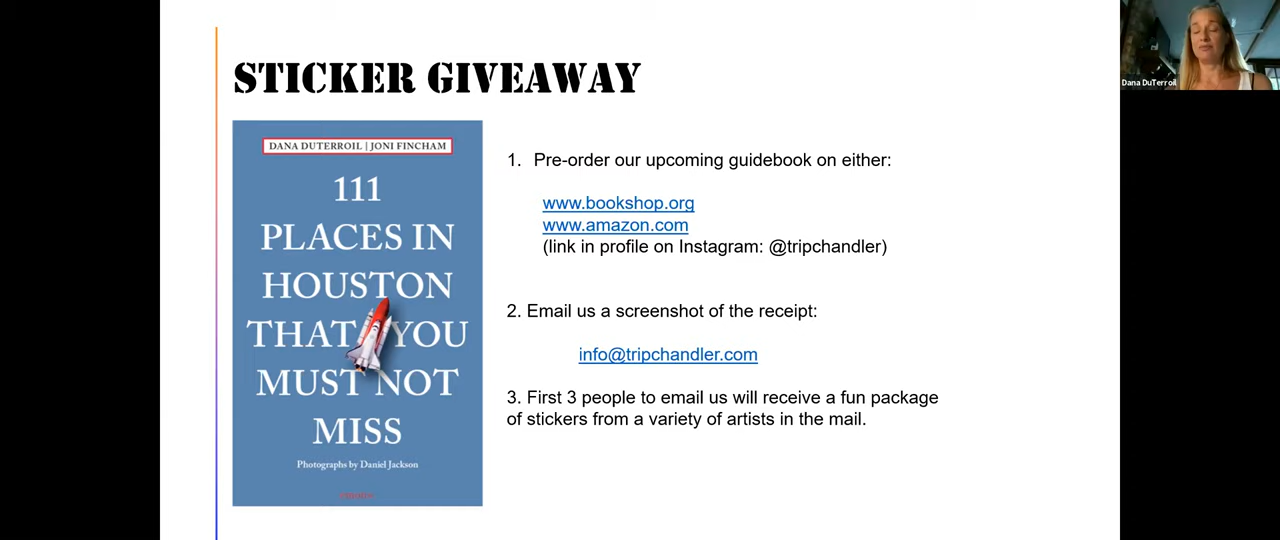 STICKER GIVEAWAY
Dana DuTerroil
DANA DUTERROIL | JONI FINCHAM
111
PLACES IN
HOUSTON
THAT YOU
MUST NOT
MISS
Photographs by Daniel Jackson
1. Pre-order our upcoming guidebook on either:
www.bookshop.org
www.amazon.com
(link in profile on Instagram: @tripchandler)
2. Email us a screenshot of the receipt:
info@tripchandler.com
3. First 3 people to email us will receive a fun package
of stickers from a variety of artists in the mail.